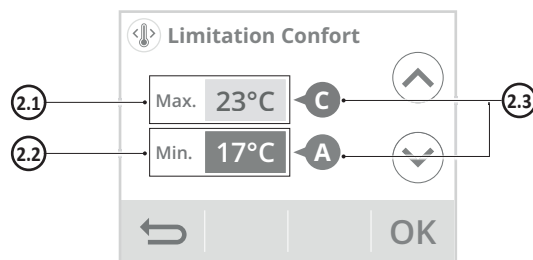 Limitation Confort
2.1 Max. 23°C C 2.3
2.2 Min. 17°C A
OK